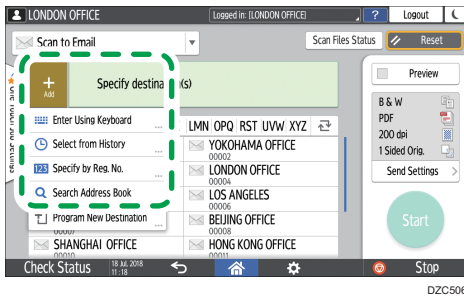 LONDON OFFICE
Logged in: [LONDON OFFICE]
?
Logout
Scan to Email
Scan Files Status
Reset
Add
Specify destina
(s)
Preview
Enter Using Keyboard
...
Select from History
...
123 Specify by Reg. No.
...
Search Address Book
Program New Destination
...
LMN OPQ RST UVW XYZ
YOKOHAMA OFFICE
00002
LONDON OFFICE
00004
LOS ANGELES
00006
BEIJING OFFICE
00008
00007
SHANGHAI OFFICE
00010
HONG KONG OFFICE
00011
B & W
PDF
200 dpi
1 Sided Orig.
Send Settings
Start
Check Status
18 Jul. 2018
11:18
Stop
DZC506